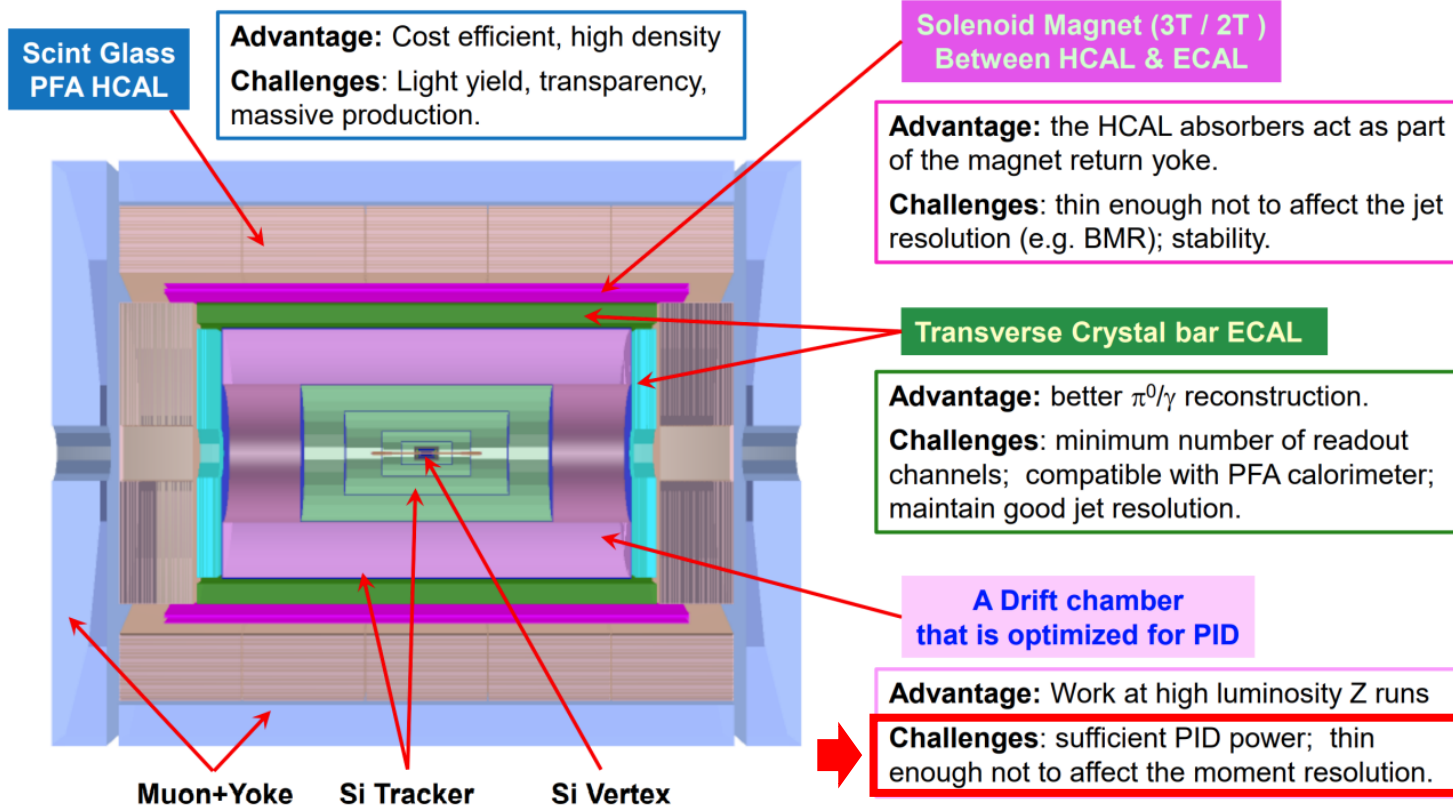 Scint Glass
PFA HCAL
Advantage: Cost efficient, high density
Challenges: Light yield, transparency,
massive production.
Solenoid Magnet (3T / 2T )
Between HCAL & ECAL
Advantage: the HCAL absorbers act as part
of the magnet return yoke.
Challenges: thin enough not to affect the jet
resolution (e.g. BMR); stability.
Transverse Crystal bar ECAL
Advantage: better π⁰/γ reconstruction.
Challenges: minimum number of readout
channels; compatible with PFA calorimeter;
maintain good jet resolution.
A Drift chamber
that is optimized for PID
Advantage: Work at high luminosity Z runs
Challenges: sufficient PID power; thin
enough not to affect the moment resolution.
Muon+Yoke
Si Tracker
Si Vertex